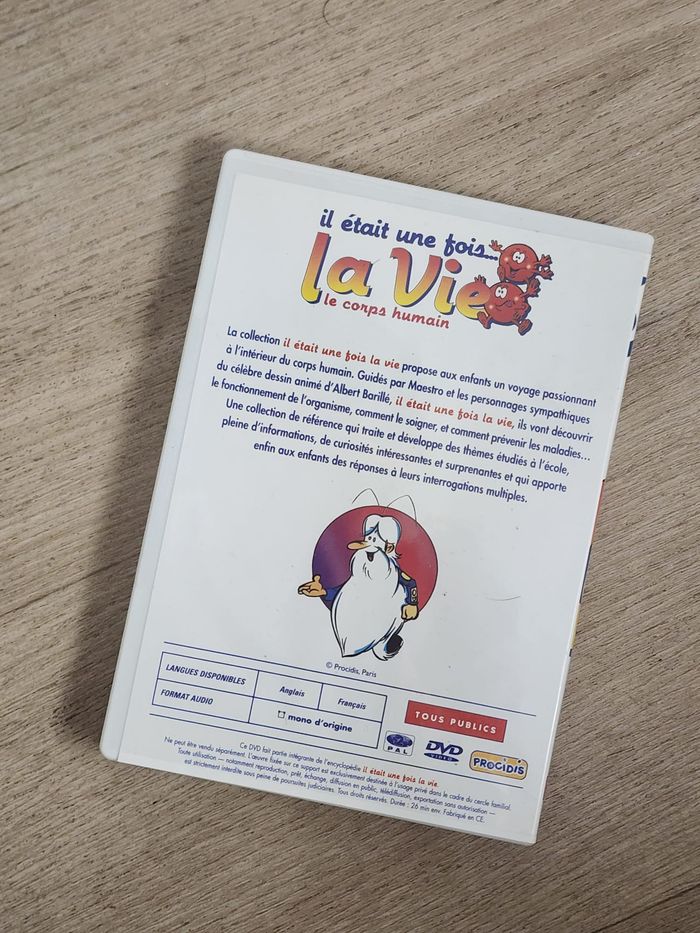 il était une fois...
la Vie
le corps humain
La collection il était une fois la vie propose aux enfants un voyage passionnant
à l'intérieur du corps humain. Guidés par Maestro et les personnages sympathiques
du célèbre dessin animé d'Albert Barillé, il était une fois la vie, ils vont découvrir
le fonctionnement de l'organisme, comment le soigner, et comment prévenir les maladies...
Une collection de référence qui traite et développe des thèmes étudiés à l'école,
pleine d'informations, de curiosités intéressantes et surprenantes et qui apporte
enfin aux enfants des réponses à leurs interrogations multiples.
© Procidis, Paris
LANGUES DISPONIBLES Anglais Français
FORMAT AUDIO mono d'origine
TOUS PUBLICS
PAL DVD VIDEO PROCIDIS
Ce DVD fait partie intégrante de l'encyclopédie il était une fois la vie.
Ne peut être vendu séparément. L'œuvre fixée sur ce support est exclusivement destinée à l'usage privé dans le cadre du cercle familial.
Toute utilisation — notamment reproduction, prêt, échange, diffusion en public, télédiffusion, exportation sans autorisation —
est strictement interdite sous peine de poursuites judiciaires. Tous droits réservés. Durée : 26 min env. Fabriqué en CE.